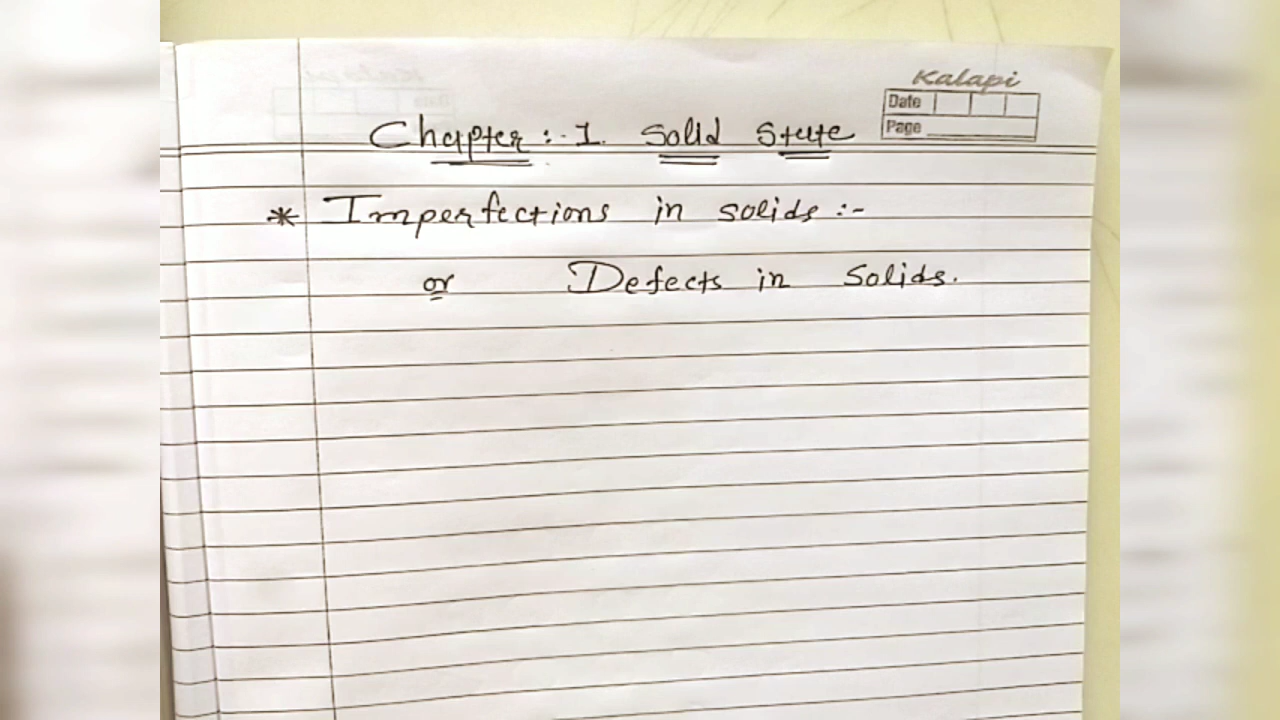 Kalapi
Date
Page
Chapter :- 1. Solid State
* Imperfections in solids :-
or Defects in Solids.